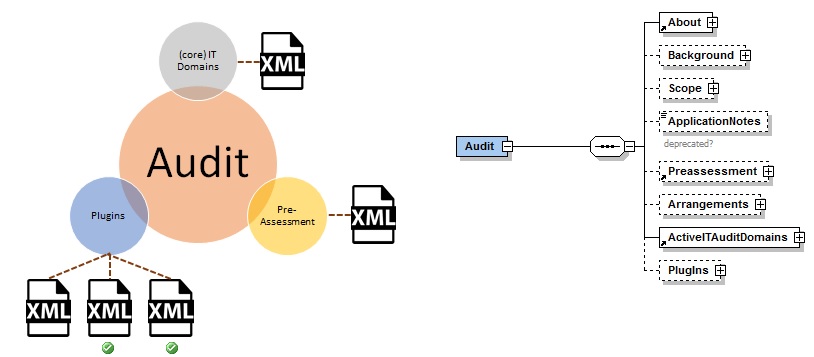 (core) IT
Domains
XML
Audit
Plugins
Pre-
Assessment
XML
XML
XML
XML
Audit
About
Background
Scope
ApplicationNotes
deprecated?
Preassessment
Arrangements
ActiveITAuditDomains
PlugIns